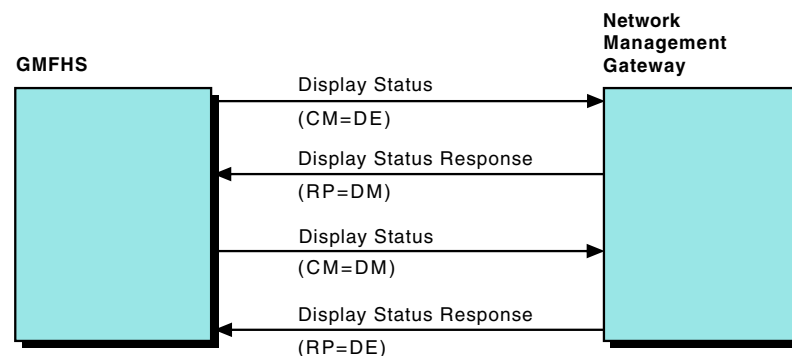 Network
Management
Gateway
GMFHS
Display Status
(CM=DE)
Display Status Response
(RP=DM)
Display Status
(CM=DM)
Display Status Response
(RP=DE)